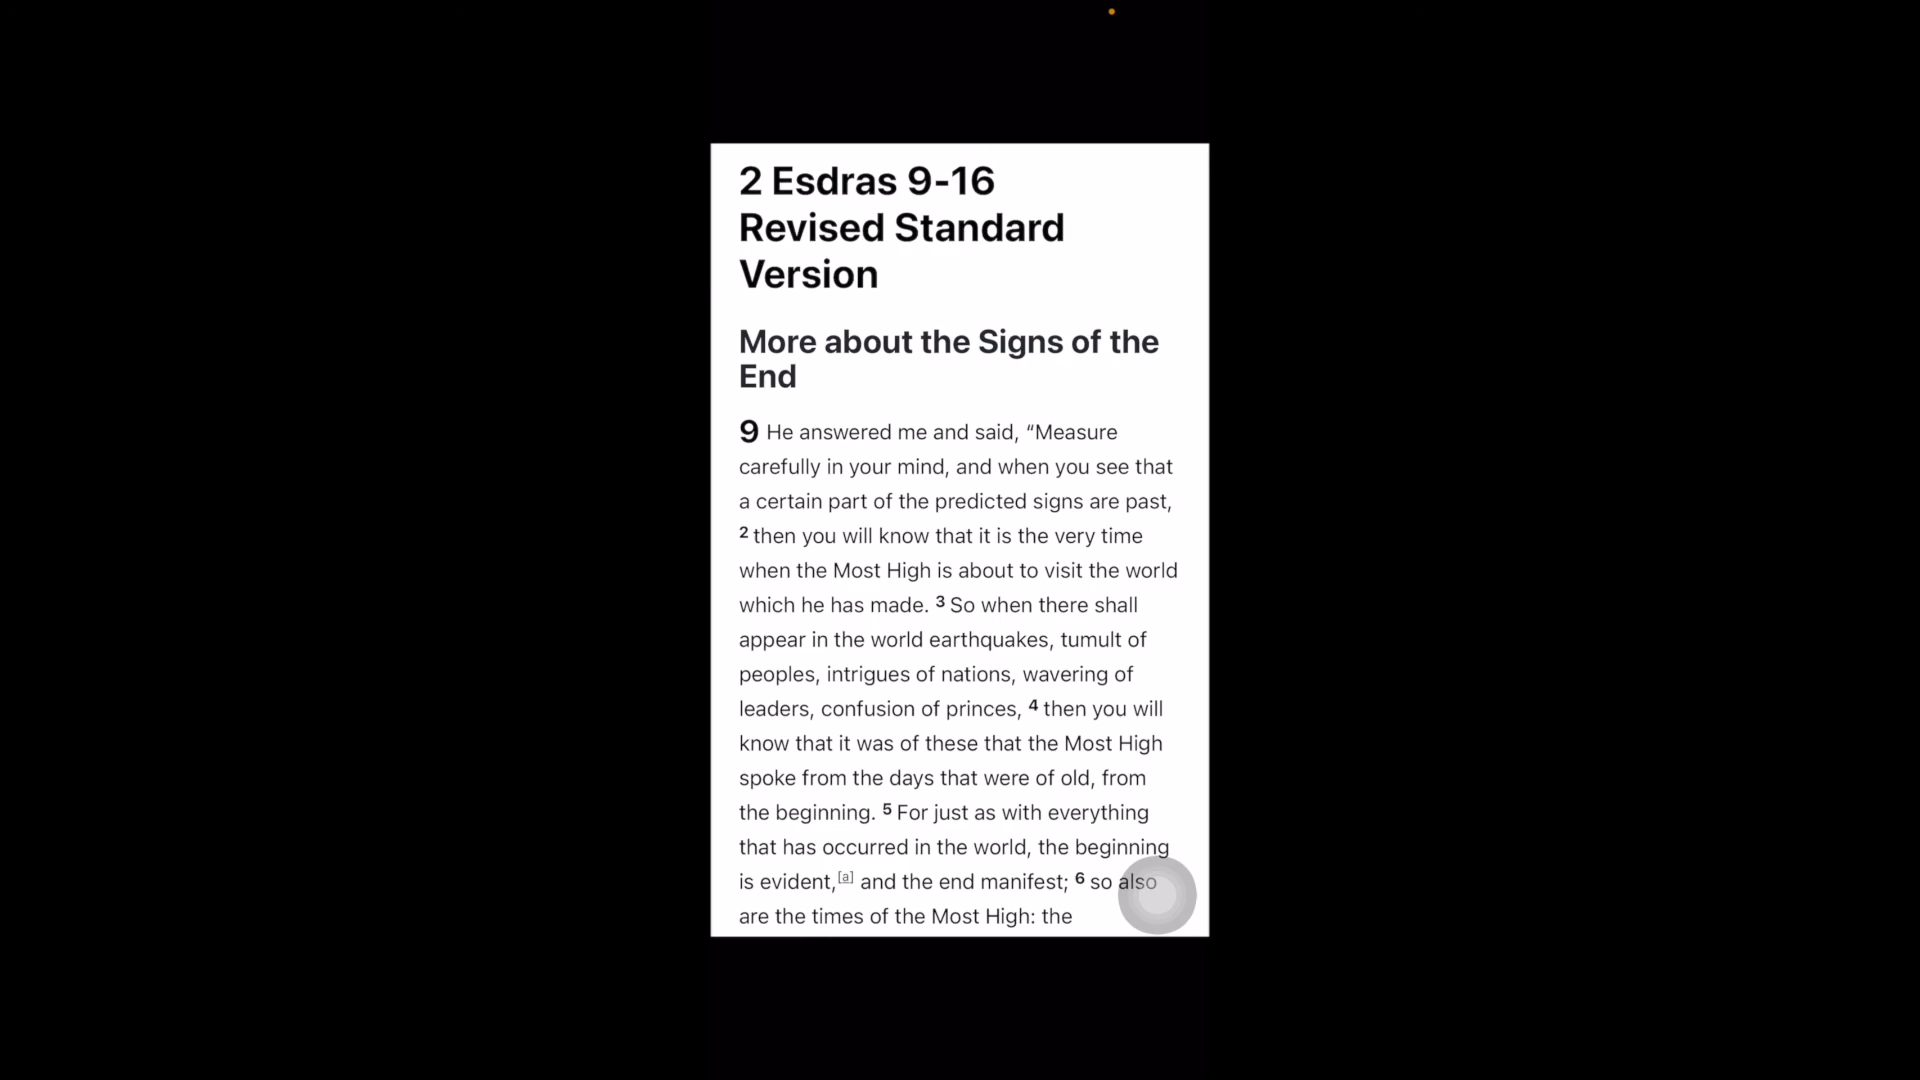 2 Esdras 9-16
Revised Standard
Version
More about the Signs of the
End
9 He answered me and said, “Measure
carefully in your mind, and when you see that
a certain part of the predicted signs are past,
2 then you will know that it is the very time
when the Most High is about to visit the world
which he has made. 3 So when there shall
appear in the world earthquakes, tumult of
peoples, intrigues of nations, wavering of
leaders, confusion of princes, 4 then you will
know that it was of these that the Most High
spoke from the days that were of old, from
the beginning. 5 For just as with everything
that has occurred in the world, the beginning
is evident,[a] and the end manifest; 6 so also
are the times of the Most High: the